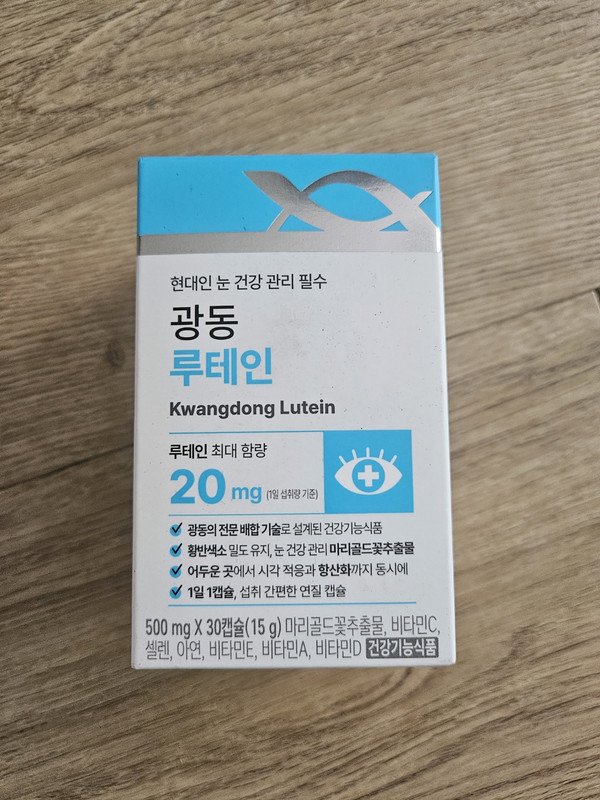 현대인 눈 건강 관리 필수
광동
루테인
Kwangdong Lutein
루테인 최대 함량
20 mg (1일 섭취량 기준)
광동의 전문 배합 기술로 설계된 건강기능식품
황반색소 밀도 유지, 눈 건강 관리 마리골드꽃추출물
어두운 곳에서 시각 적응과 항산화까지 동시에
1일 1캡슐, 섭취 간편한 연질 캡슐
500 mg X 30캡슐(15 g) 마리골드꽃추출물, 비타민C,
셀렌, 아연, 비타민E, 비타민A, 비타민D 건강기능식품